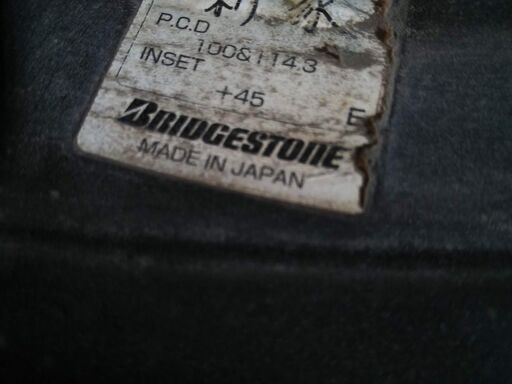 P.C.D
100&114.3
INSET
+45 E
BRIDGESTONE
MADE IN JAPAN